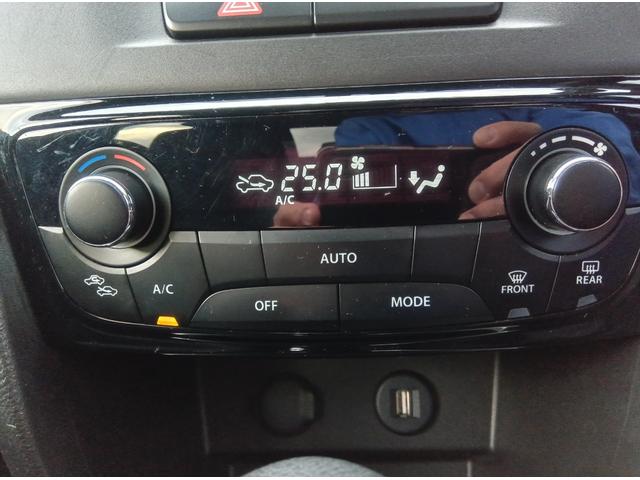 25.0
A/C
AUTO
A/C
OFF
MODE
FRONT
REAR